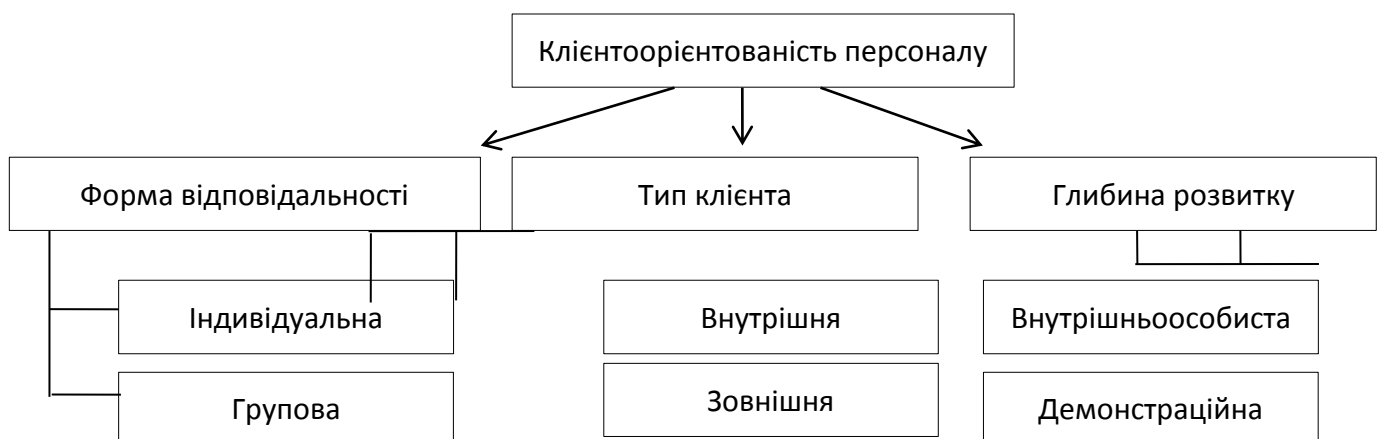 Клієнтоорієнтованість персоналу
Форма відповідальності
Тип клієнта
Глибина розвитку
Індивідуальна
Внутрішня
Внутрішньоособиста
Групова
Зовнішня
Демонстраційна